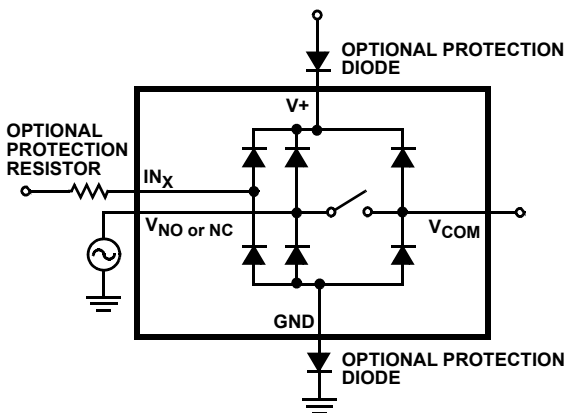 OPTIONAL PROTECTION
DIODE
V+
OPTIONAL
PROTECTION
RESISTOR
INX
VNO or NC
VCOM
GND
OPTIONAL PROTECTION
DIODE